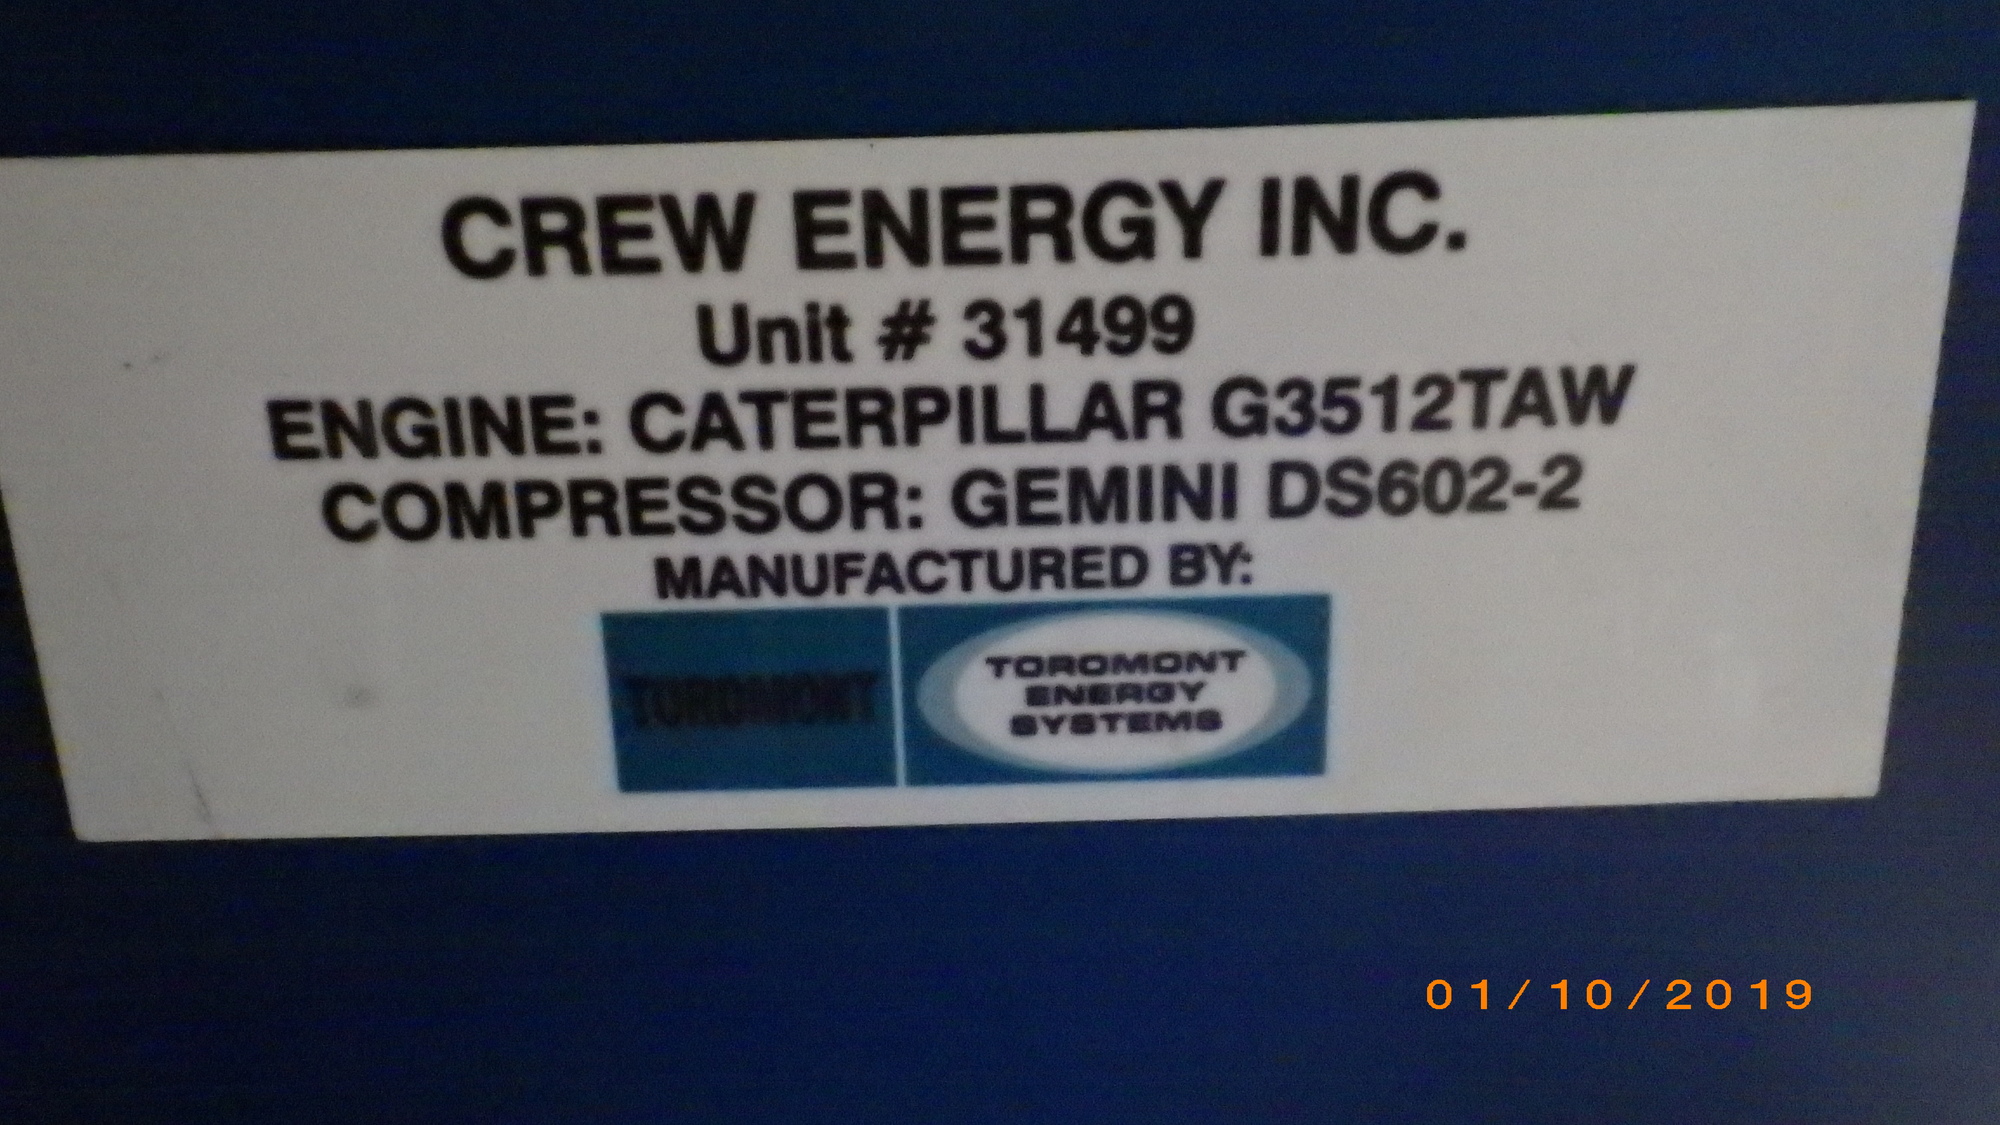 CREW ENERGY INC.
Unit # 31499
ENGINE: CATERPILLAR G3512TAW
COMPRESSOR: GEMINI DS602-2
MANUFACTURED BY:
TOROMONT
TOROMONT
ENERGY
SYSTEMS
01/10/2019